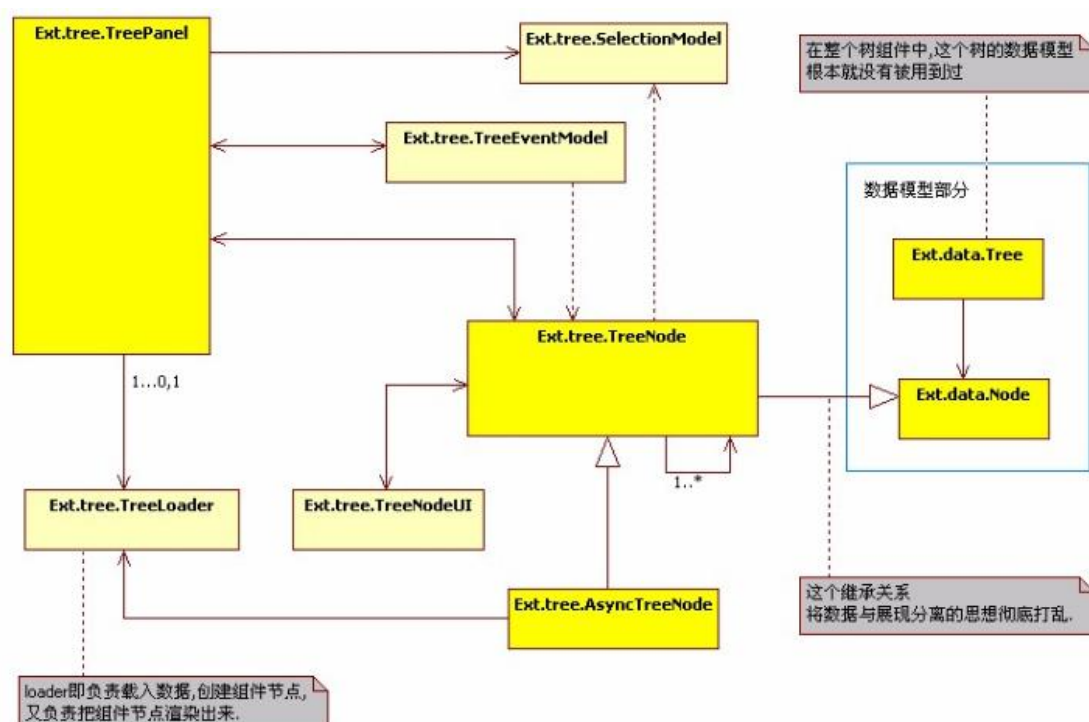 Ext.tree.TreePanel
Ext.tree.SelectionModel
在整个树组件中,这个树的数据模型
根本就没有被用到过
Ext.tree.TreeEventModel
数据模型部分
Ext.data.Tree
Ext.tree.TreeNode
1...0,1
Ext.data.Node
1..*
Ext.tree.TreeLoader
Ext.tree.TreeNodeUI
Ext.tree.AsyncTreeNode
这个继承关系
将数据与展现分离的思想彻底打乱.
loader即负责载入数据,创建组件节点,
又负责把组件节点渲染出来.